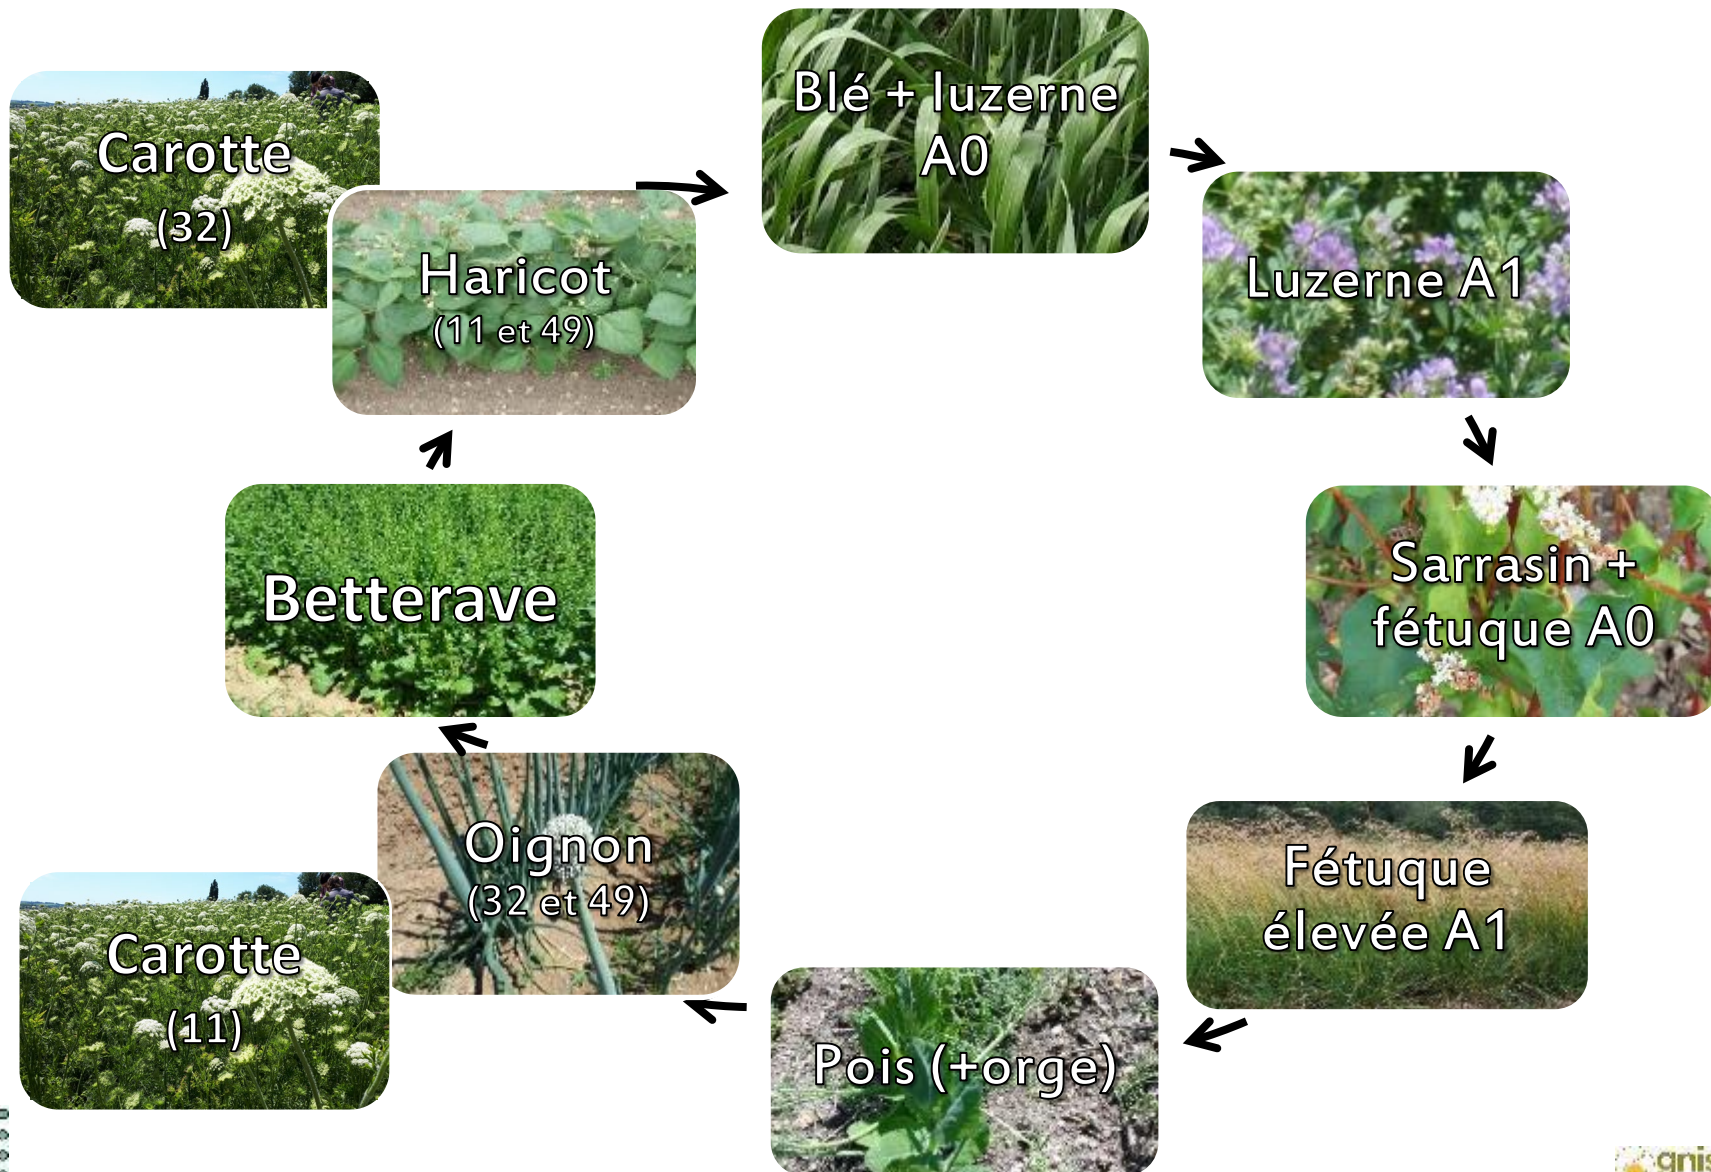 Carotte
(32)
Haricot
(11 et 49)
Blé + luzerne
A0
Luzerne A1
Sarrasin +
fétuque A0
Fétuque
élevée A1
Pois (+orge)
Oignon
(32 et 49)
Carotte
(11)
Betterave